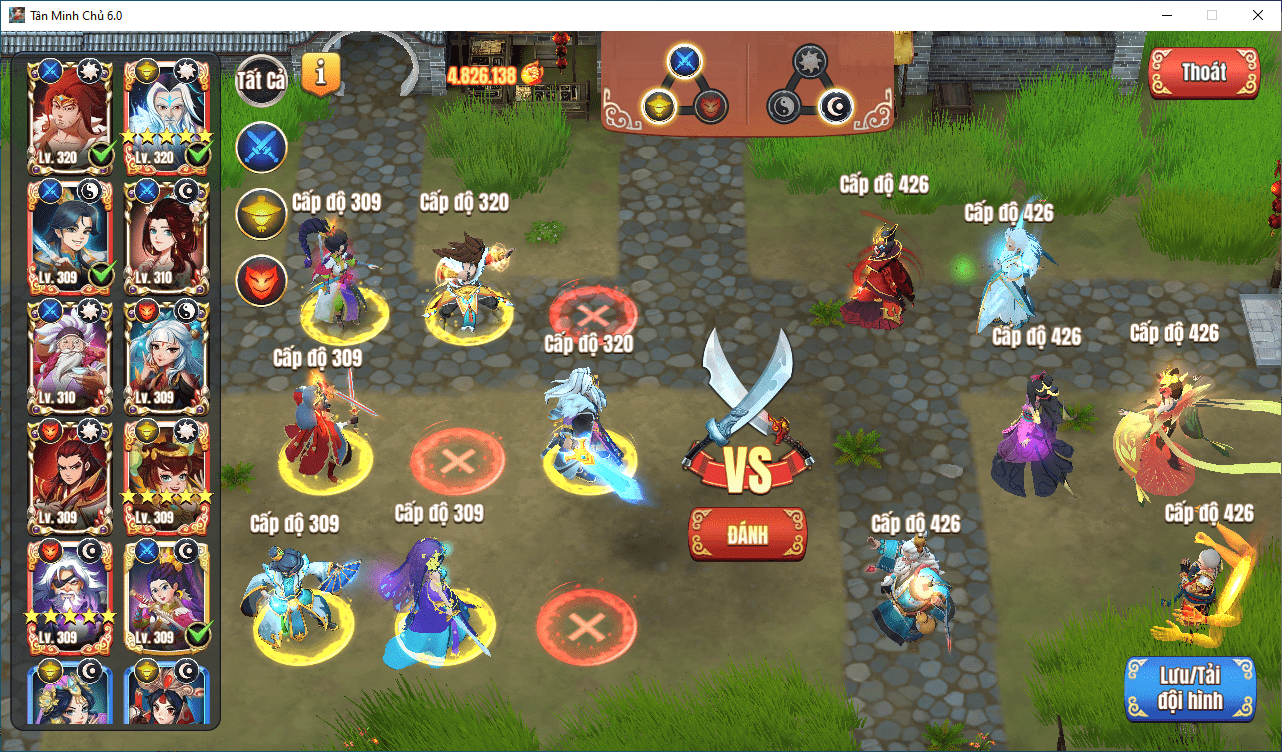 Tân Minh Chủ 6.0
Tất Cả
i
4.826.138
Thoát
Lv. 320
Lv. 320
Lv. 309
Lv. 310
Lv. 310
Lv. 309
Lv. 309
Lv. 309
Lv. 309
Lv. 309
Cấp độ 309
Cấp độ 320
Cấp độ 426
Cấp độ 426
Cấp độ 309
Cấp độ 320
Cấp độ 426
Cấp độ 426
VS
Cấp độ 309
Cấp độ 309
ĐÁNH
Cấp độ 426
Cấp độ 426
Lưu/Tải
đội hình